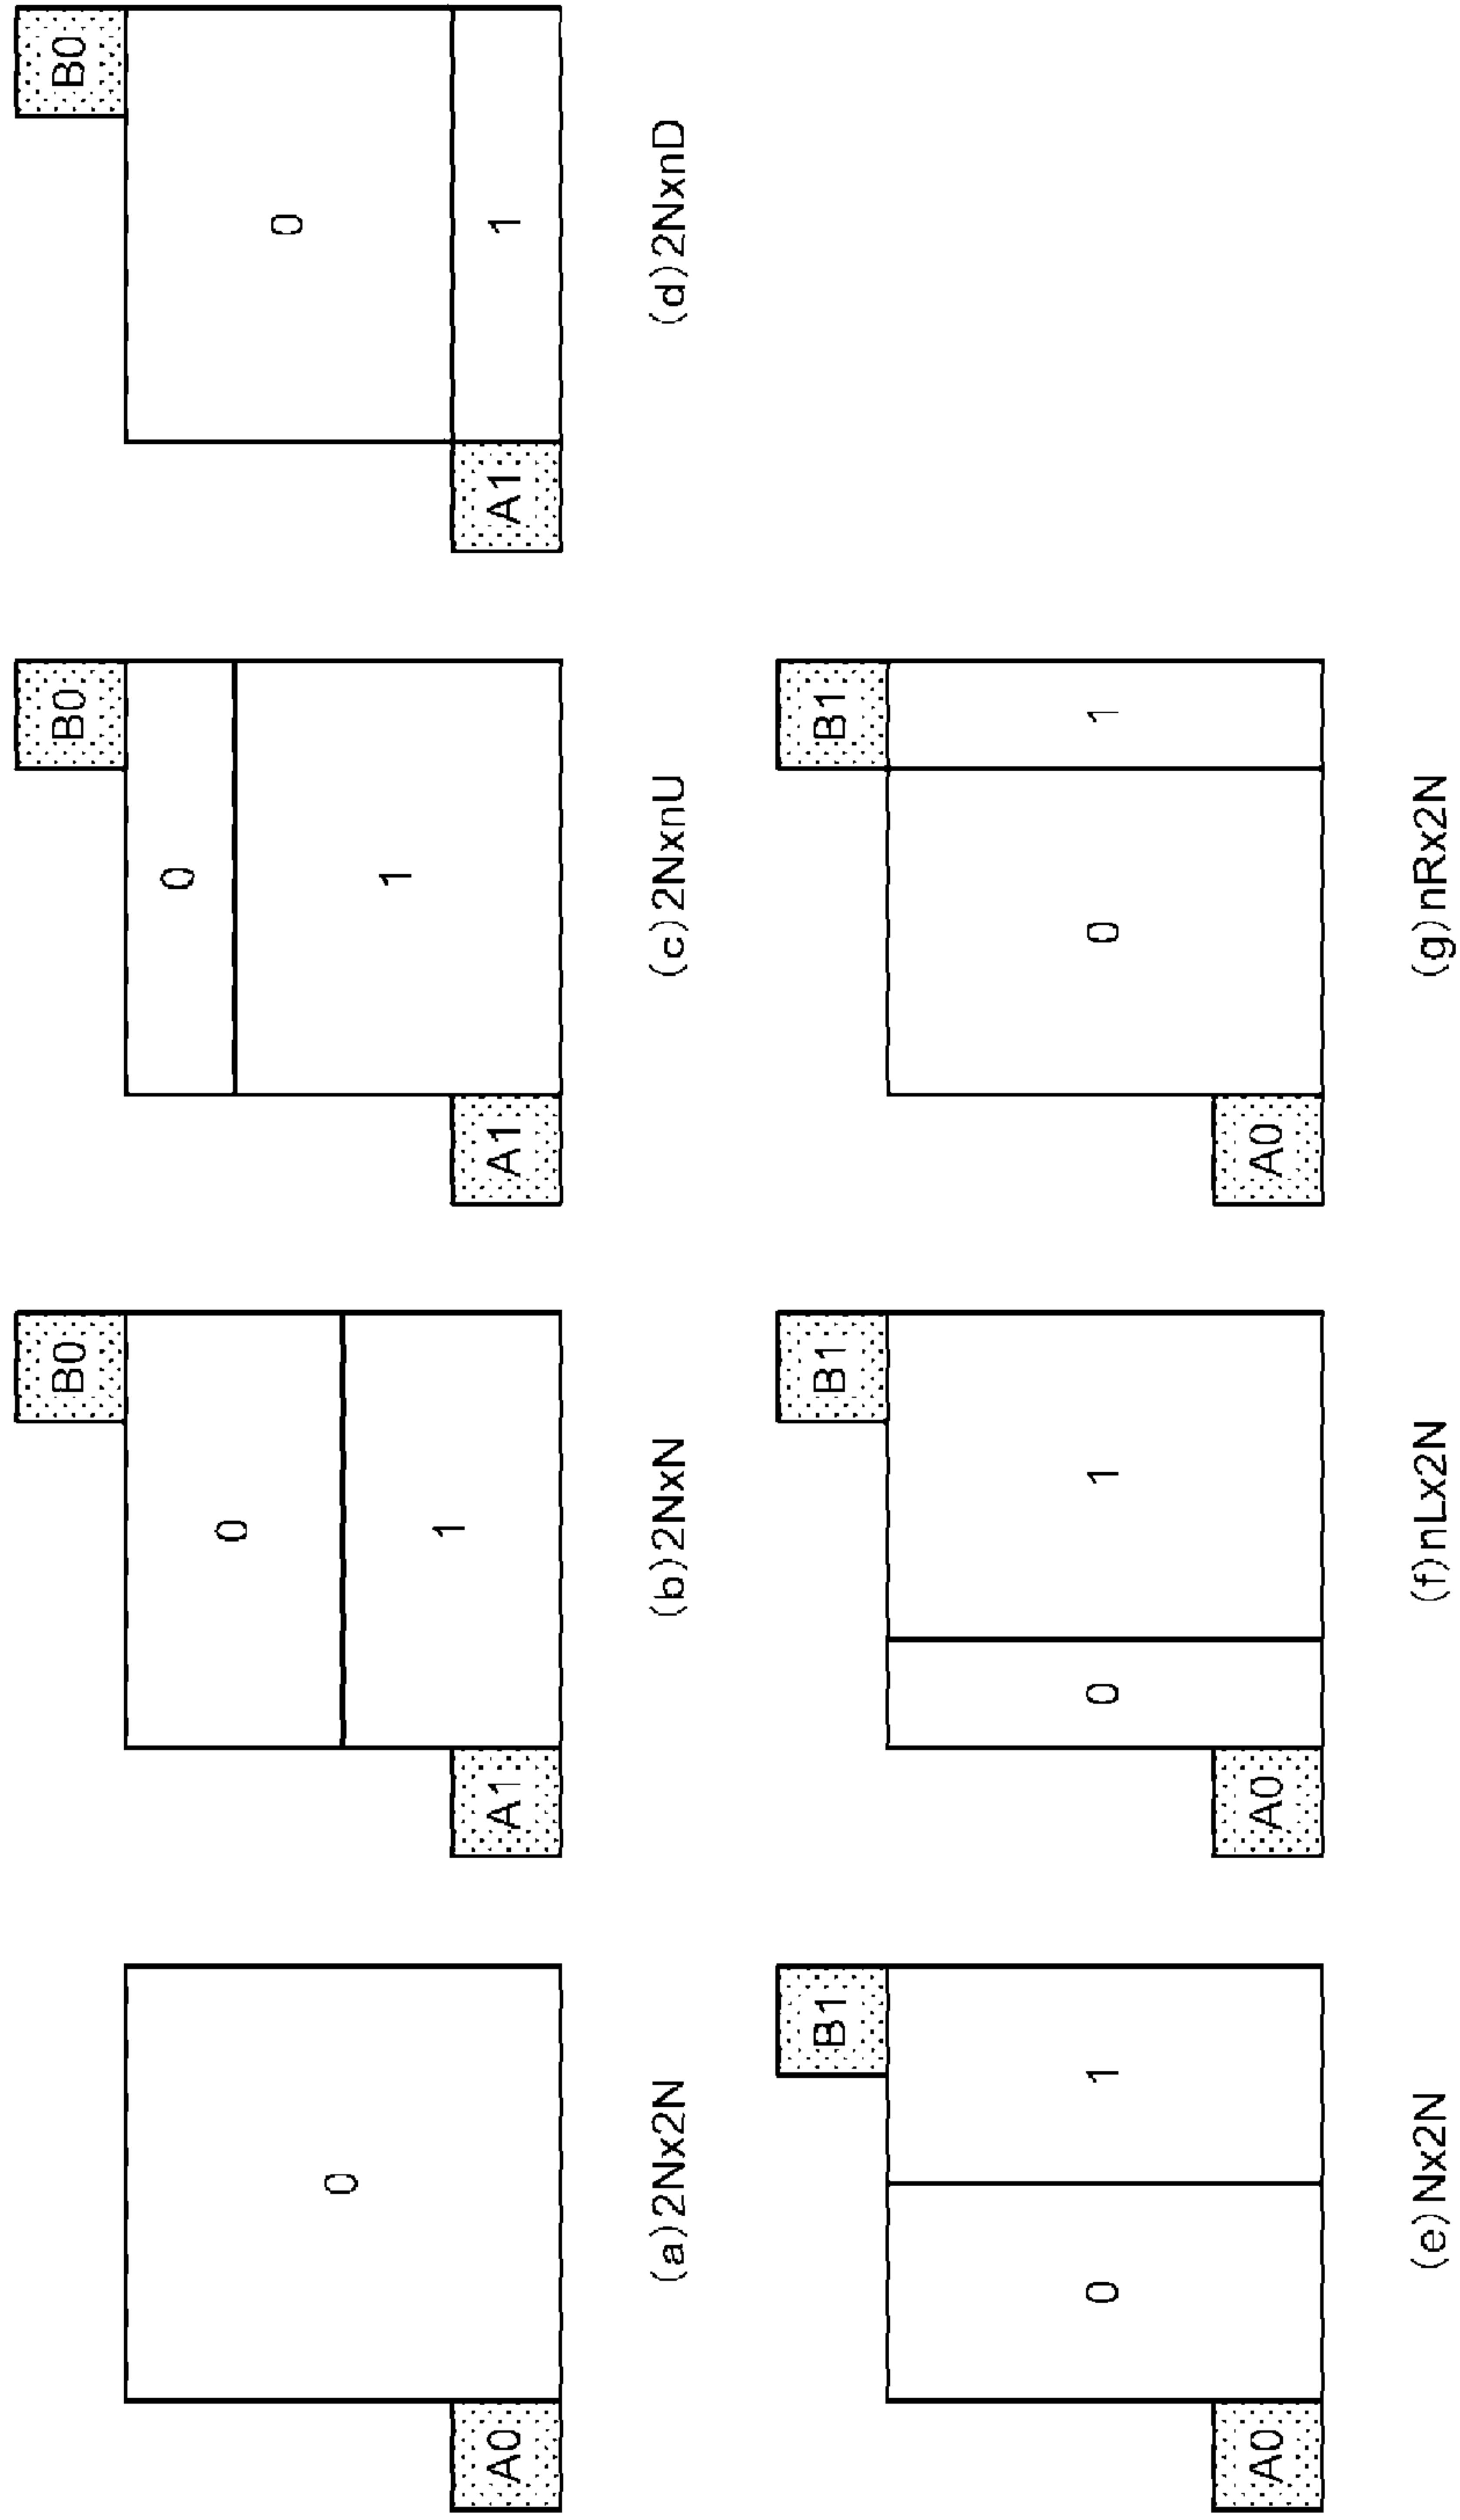 0
A0
(a)2Nx2N
B0
0
1
A1
(b)2NxN
B0
0
1
A1
(c)2NxnU
B0
0
A1
1
(d)2NxnD
B1
0
1
A0
(e)Nx2N
B1
0
1
A0
(f)nLx2N
B1
0
1
A0
(g)nRx2N